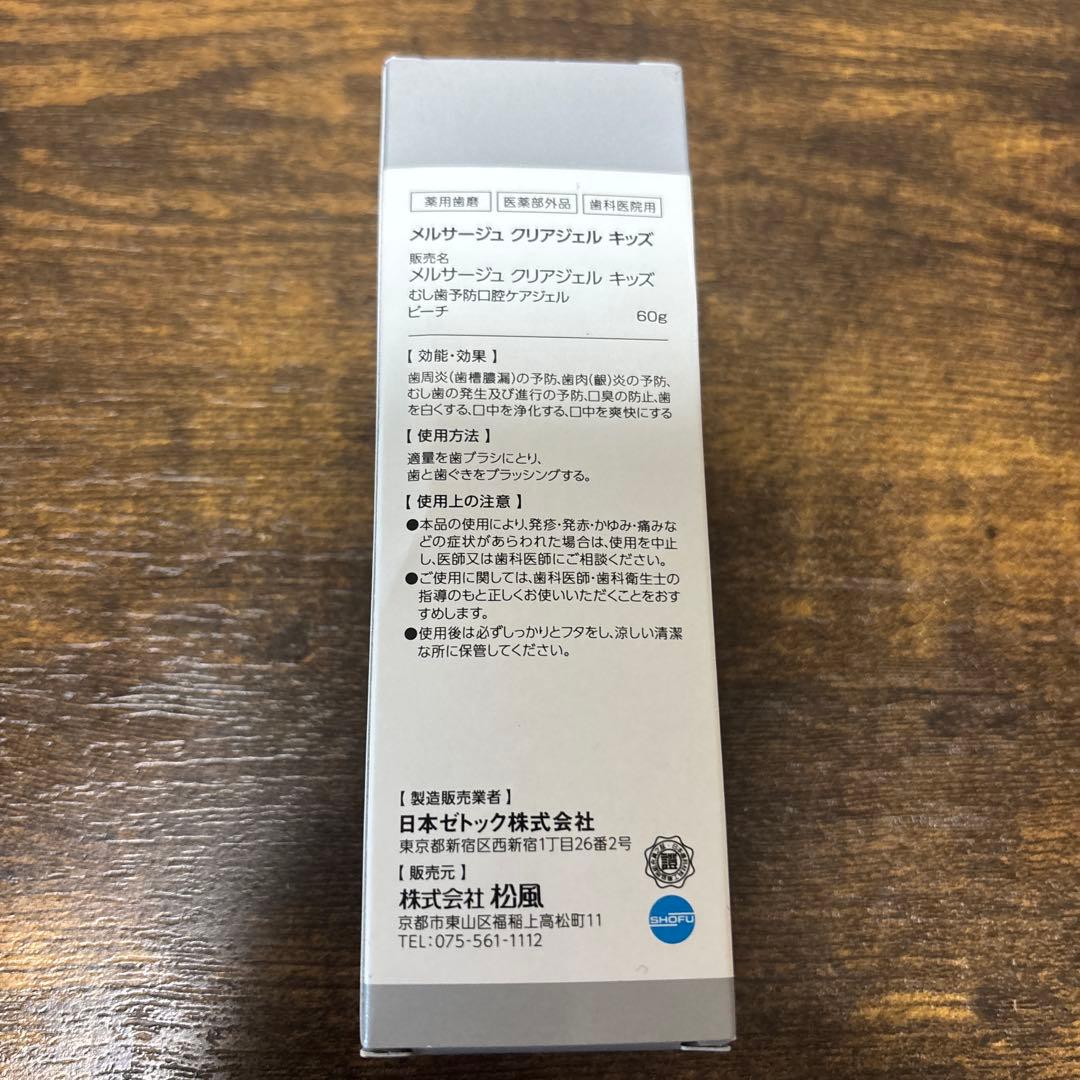 薬用歯磨 医薬部外品 歯科医院用
メルサージュ クリアジェル キッズ
販売名
メルサージュ クリアジェル キッズ
むし歯予防口腔ケアジェル
ピーチ 60g
【 効能・効果 】
歯周炎(歯槽膿漏)の予防、歯肉(齦)炎の予防、
むし歯の発生及び進行の予防、口臭の防止、歯
を白くする、口中を浄化する、口中を爽快にする
【 使用方法 】
適量を歯ブラシにとり、
歯と歯ぐきをブラッシングする。
【 使用上の注意 】
●本品の使用により、発疹・発赤・かゆみ・痛みな
どの症状があらわれた場合は、使用を中止
し、医師又は歯科医師にご相談ください。
●ご使用に関しては、歯科医師・歯科衛生士の
指導のもと正しくお使いいただくことをおす
すめします。
●使用後は必ずしっかりとフタをし、涼しい清潔
な所に保管してください。
【 製造販売業者 】
日本ゼトック株式会社
東京都新宿区西新宿1丁目26番2号
【 販売元 】
株式会社 松風
京都市東山区福稲上高松町11
TEL:075-561-1112
証
SHOFU